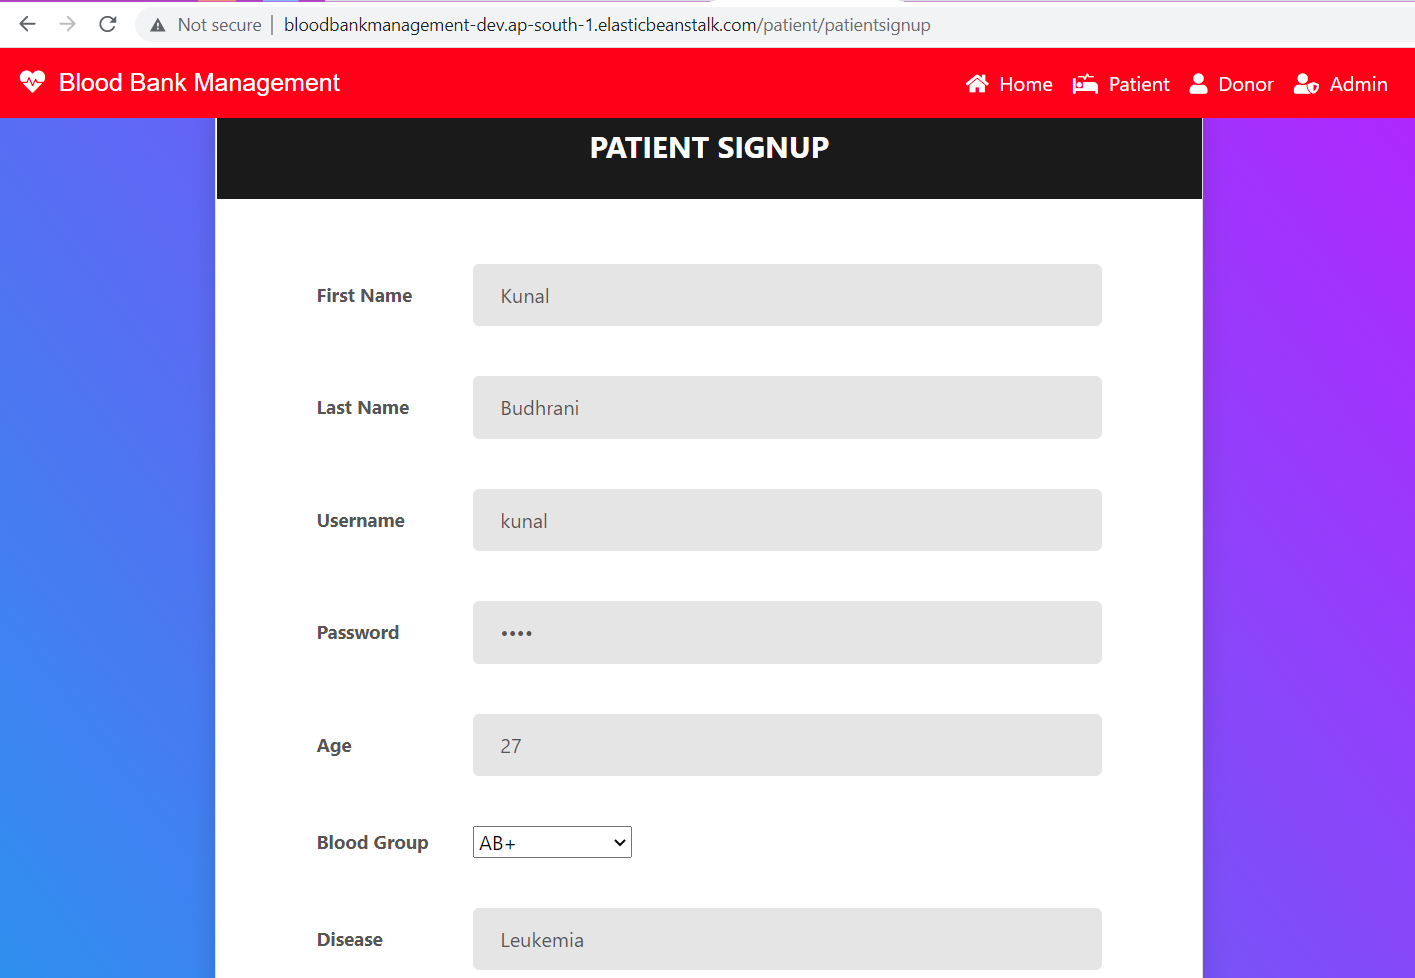 Not secure | bloodbankmanagement-dev.ap-south-1.elasticbeanstalk.com/patient/patientsignup
Blood Bank Management Home Patient Donor Admin
PATIENT SIGNUP
First Name Kunal
Last Name Budhrani
Username kunal
Password ••••
Age 27
Blood Group AB+
Disease Leukemia